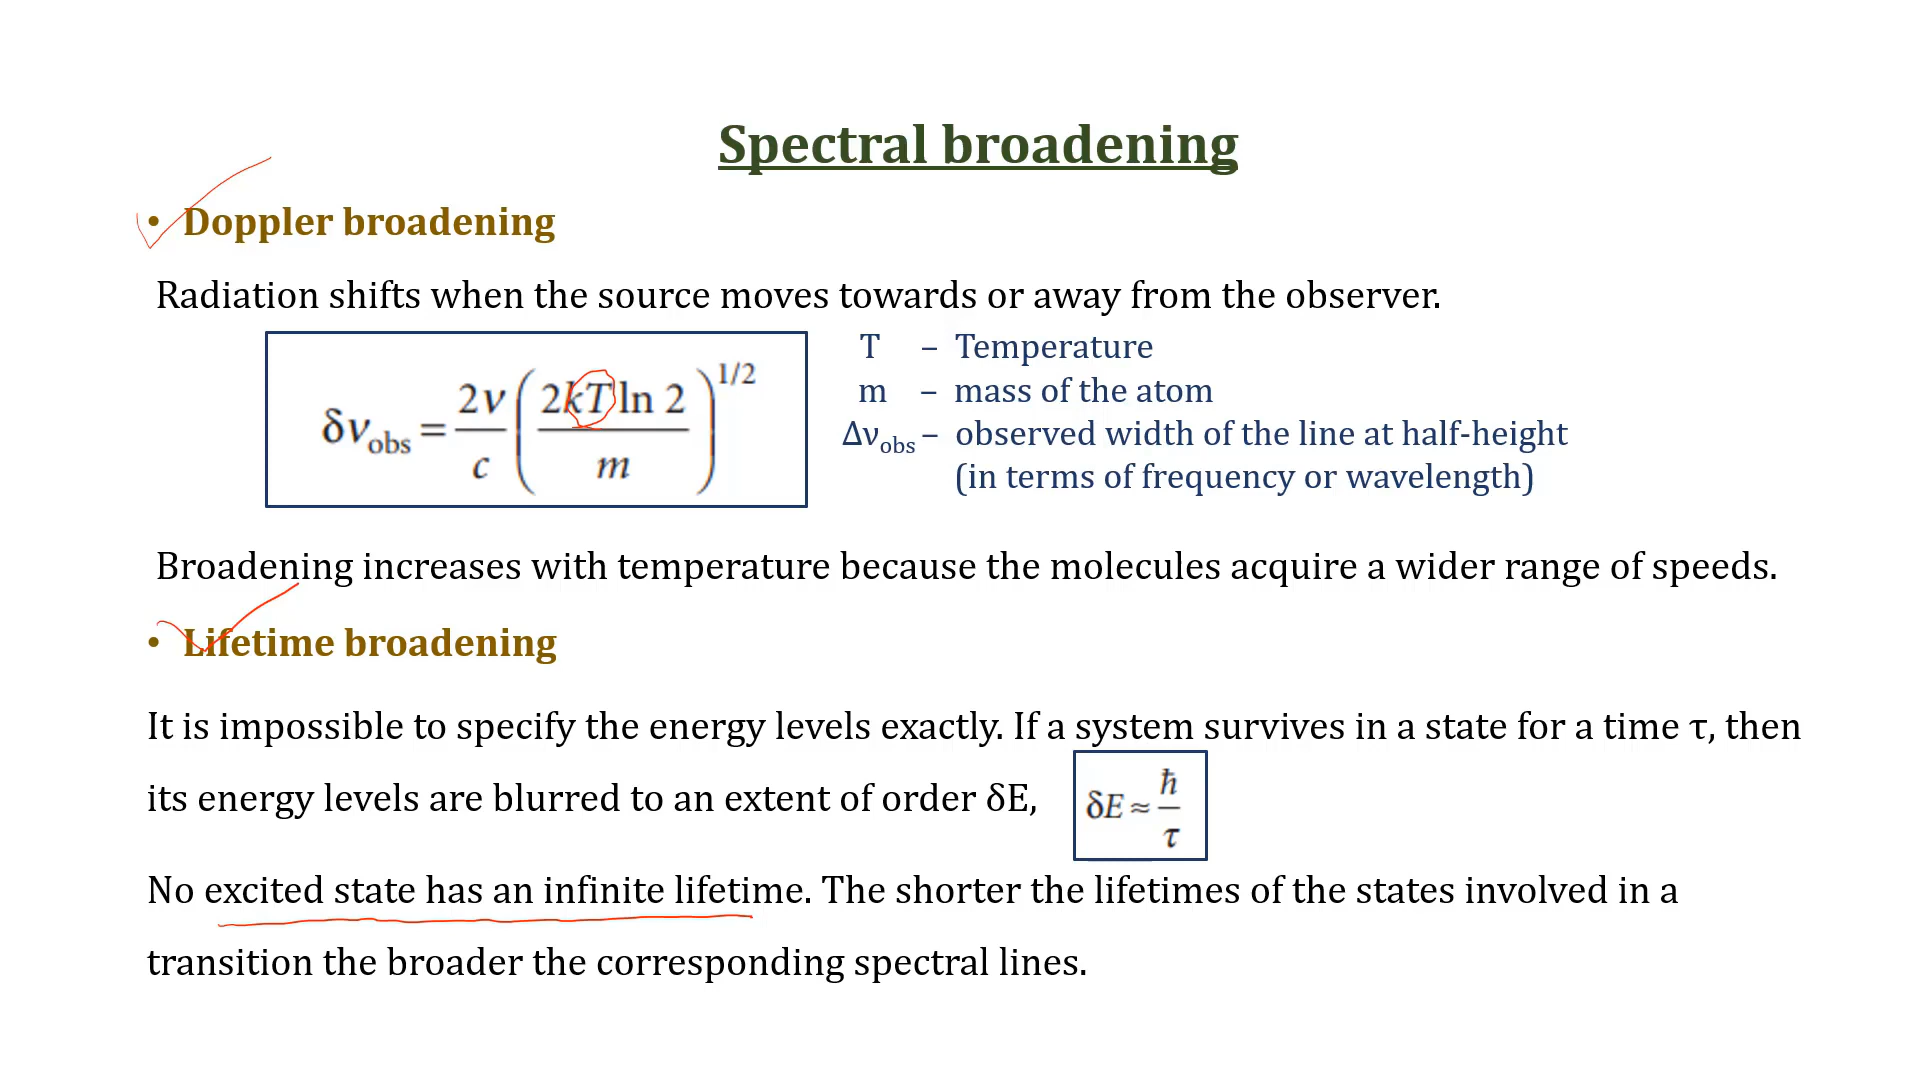 Spectral broadening
• Doppler broadening
Radiation shifts when the source moves towards or away from the observer.
δν_obs = 2ν/c (2kT ln 2 / m)^1/2
T – Temperature
m – mass of the atom
Δν_obs – observed width of the line at half-height
(in terms of frequency or wavelength)
Broadening increases with temperature because the molecules acquire a wider range of speeds.
• Lifetime broadening
It is impossible to specify the energy levels exactly. If a system survives in a state for a time τ, then
its energy levels are blurred to an extent of order δE, δE ≈ ħ/τ
No excited state has an infinite lifetime. The shorter the lifetimes of the states involved in a
transition the broader the corresponding spectral lines.